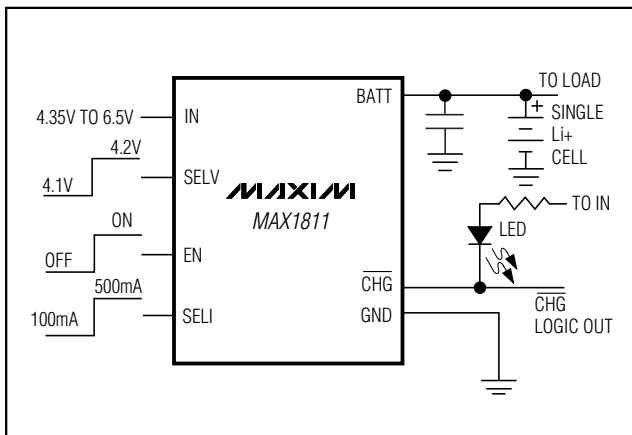 BATT
TO LOAD
4.35V TO 6.5V
IN
+
SINGLE
Li+
CELL
4.2V
4.1V
SELV
MAXIM
MAX1811
TO IN
ON
OFF
EN
LED
500mA
100mA
SELI
CHG
GND
CHG
LOGIC OUT